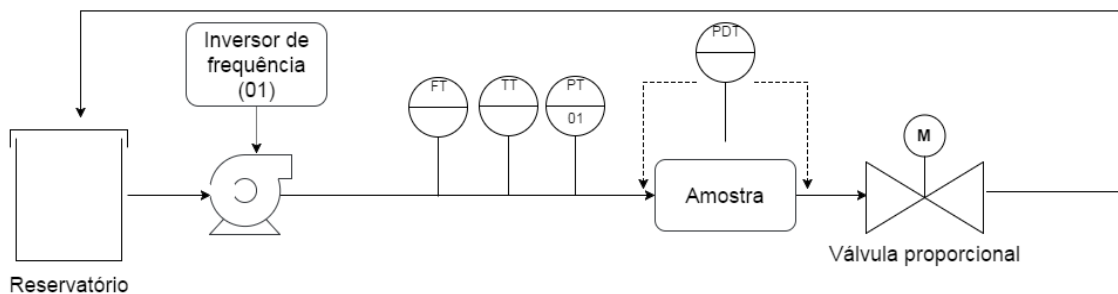 Inversor de
frequência
(01)
FT
TT
PT
01
PDT
Amostra
M
Válvula proporcional
Reservatório